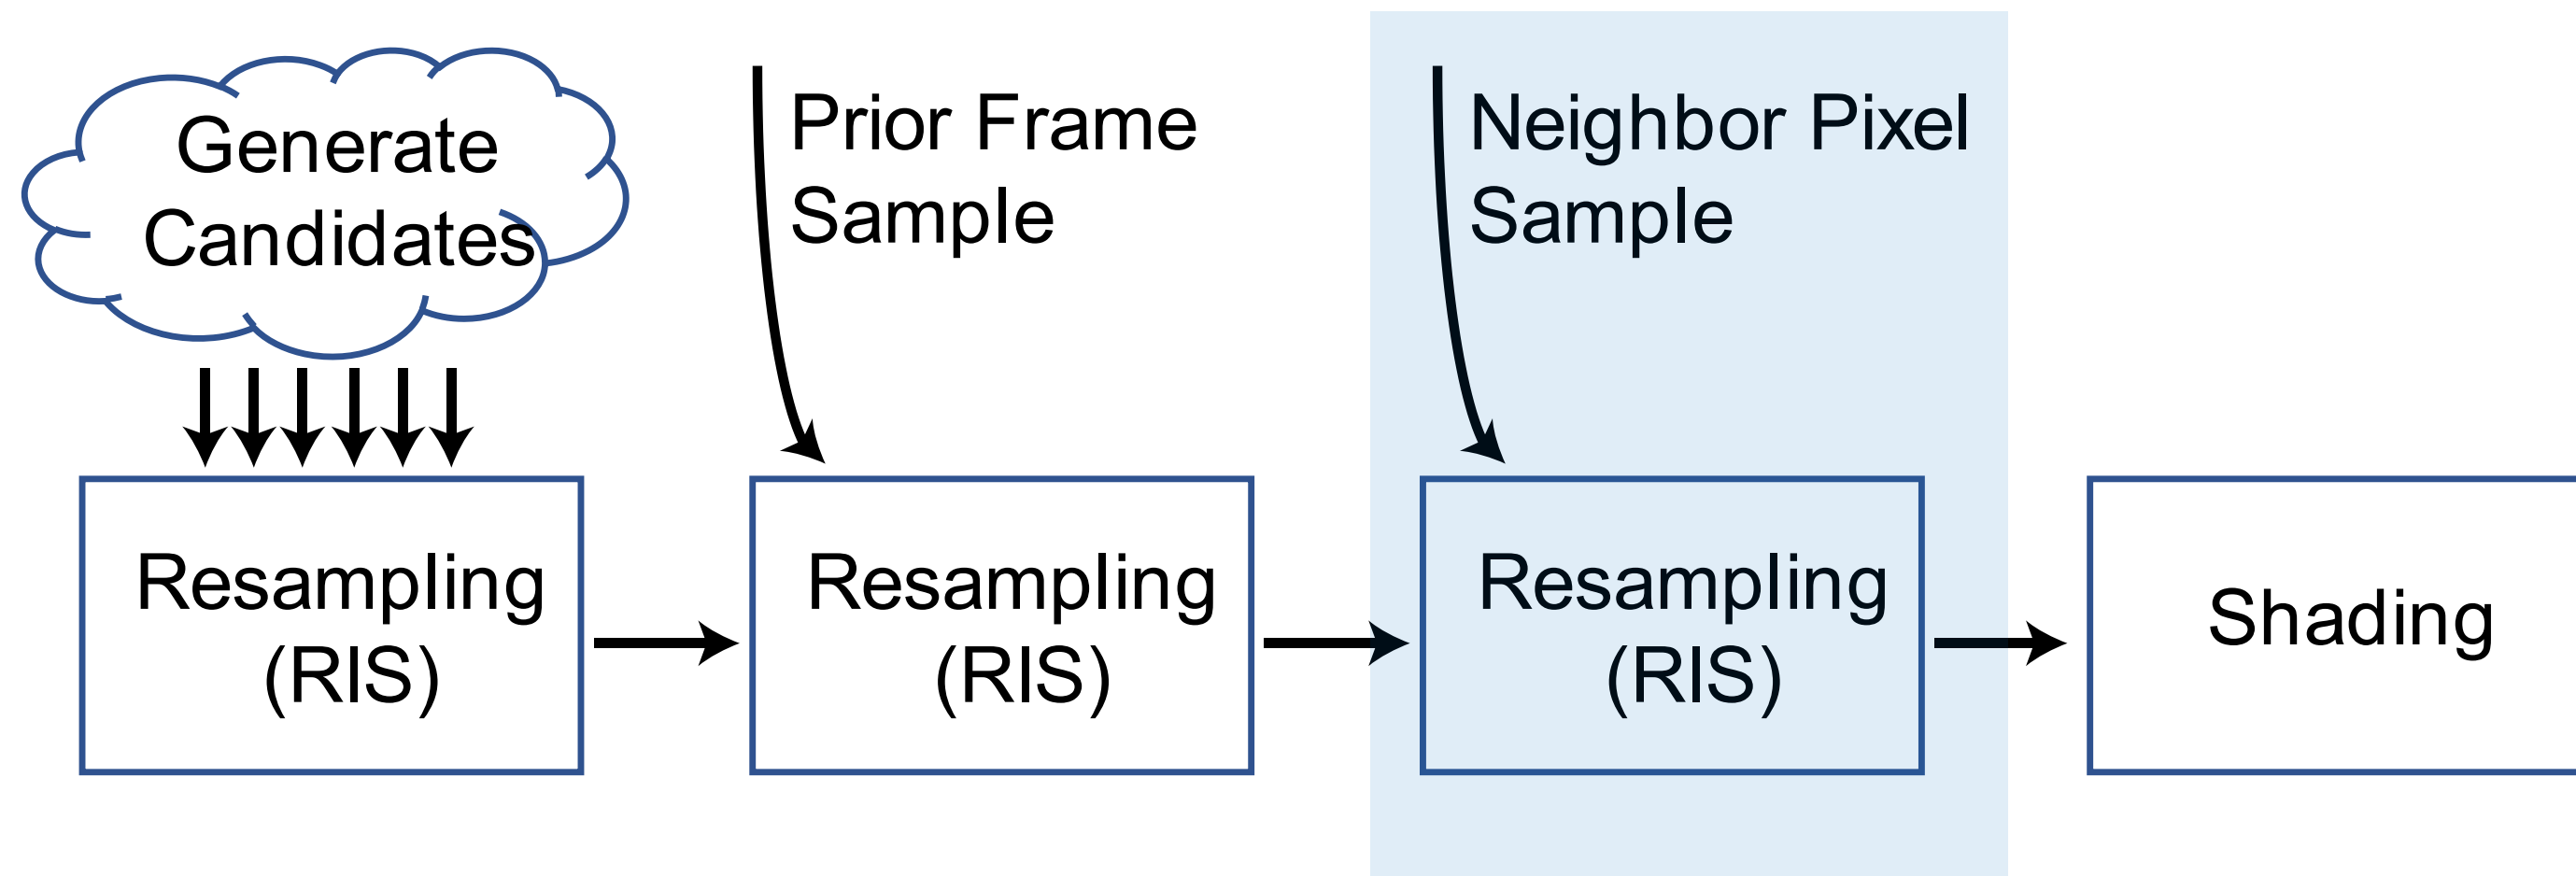 Generate
Candidates
Prior Frame
Sample
Neighbor Pixel
Sample
Resampling
(RIS)
Resampling
(RIS)
Resampling
(RIS)
Shading